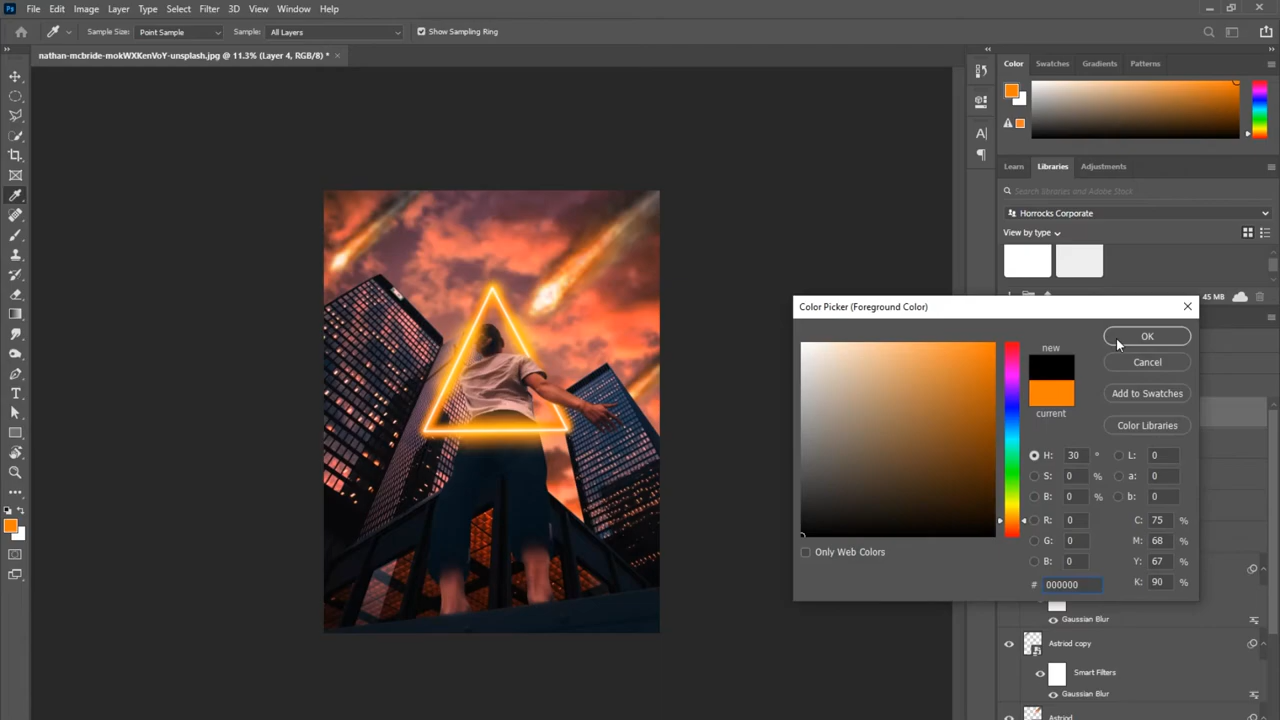 Ps File Edit Image Layer Type Select Filter 3D View Window Help
Sample Size: Point Sample Sample: All Layers Show Sampling Ring
nathan-mcbride-mokWXKenVoY-unsplash.jpg @ 11.3% (Layer 4, RGB/8) * ×
Color Swatches Gradients Patterns
Learn Libraries Adjustments
Search Libraries and Adobe Stock
Horrocks Corporate
View by type
45 MB
Color Picker (Foreground Color)
new
current
OK
Cancel
Add to Swatches
Color Libraries
H: 30 ° L: 0
S: 0 % a: 0
B: 0 % b: 0
R: 0 C: 75 %
G: 0 M: 68 %
B: 0 Y: 67 %
# 000000 K: 90 %
Only Web Colors
Gaussian Blur
Astriod copy
Smart Filters
Gaussian Blur
Astriod